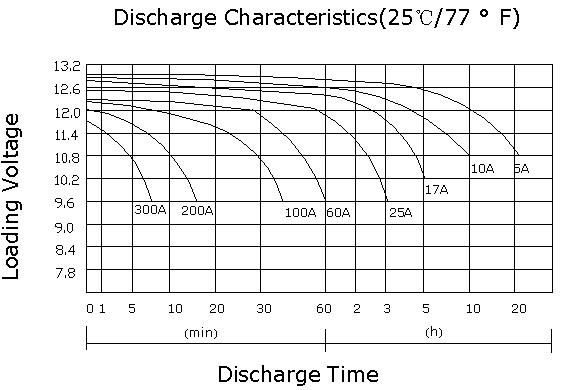 Discharge Characteristics(25℃/77 ° F)
Loading Voltage
13.2
12.6
12.0
11.4
10.8
10.2
9.6
9.0
8.4
7.8
300A 200A 100A 60A 25A 17A 10A 5A
0 1 5 10 20 30 60 2 3 5 10 20
(min) (h)
Discharge Time